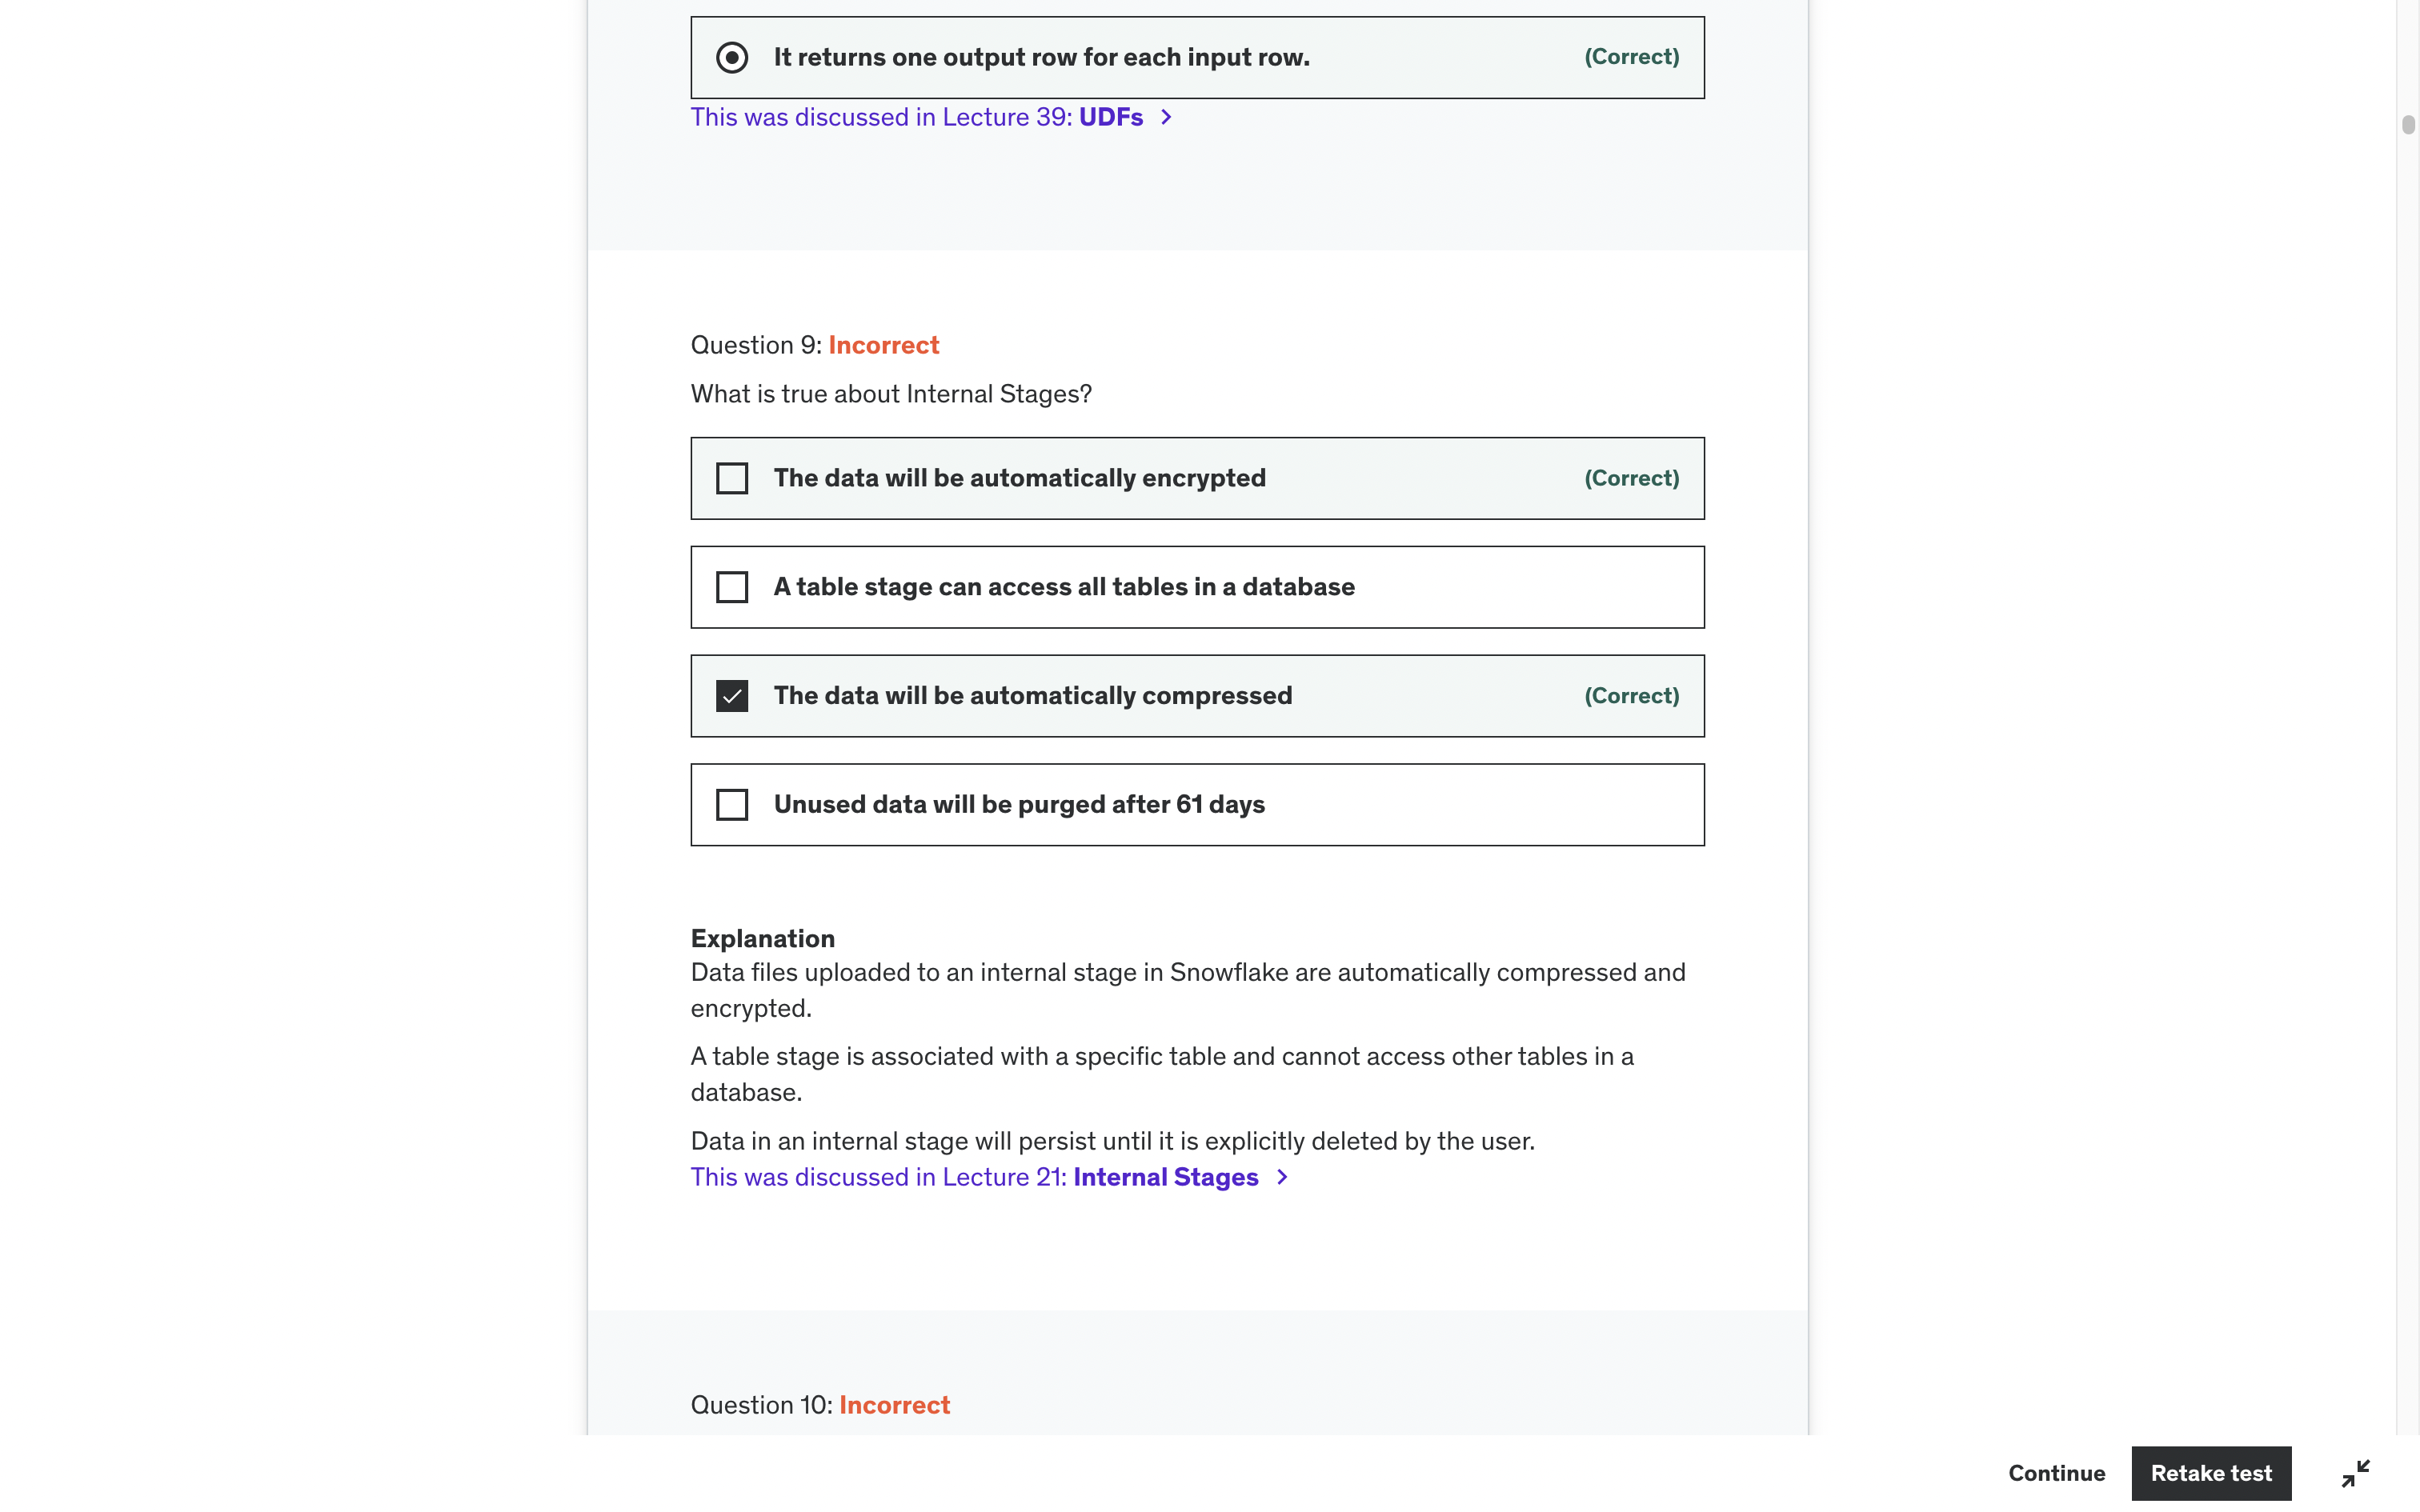 It returns one output row for each input row. (Correct)
This was discussed in Lecture 39: UDFs >
Question 9: Incorrect
What is true about Internal Stages?
The data will be automatically encrypted (Correct)
A table stage can access all tables in a database
The data will be automatically compressed (Correct)
Unused data will be purged after 61 days
Explanation
Data files uploaded to an internal stage in Snowflake are automatically compressed and
encrypted.
A table stage is associated with a specific table and cannot access other tables in a
database.
Data in an internal stage will persist until it is explicitly deleted by the user.
This was discussed in Lecture 21: Internal Stages >
Question 10: Incorrect
Continue Retake test